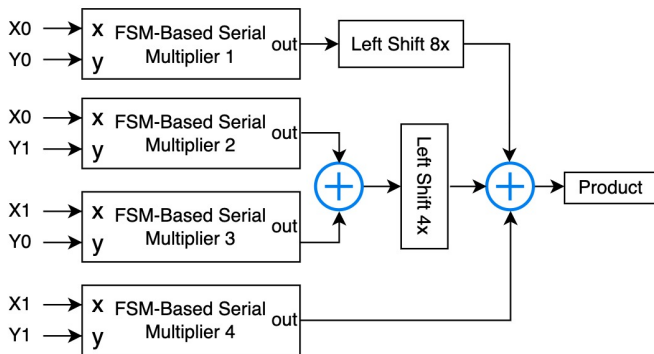 X0
x
FSM-Based Serial
Multiplier 1
out
Y0
y
Left Shift 8x
X0
x
FSM-Based Serial
Multiplier 2
out
Y1
y
Left Shift 4x
X1
x
FSM-Based Serial
Multiplier 3
out
Y0
y
+
+
Product
X1
x
FSM-Based Serial
Multiplier 4
out
Y1
y